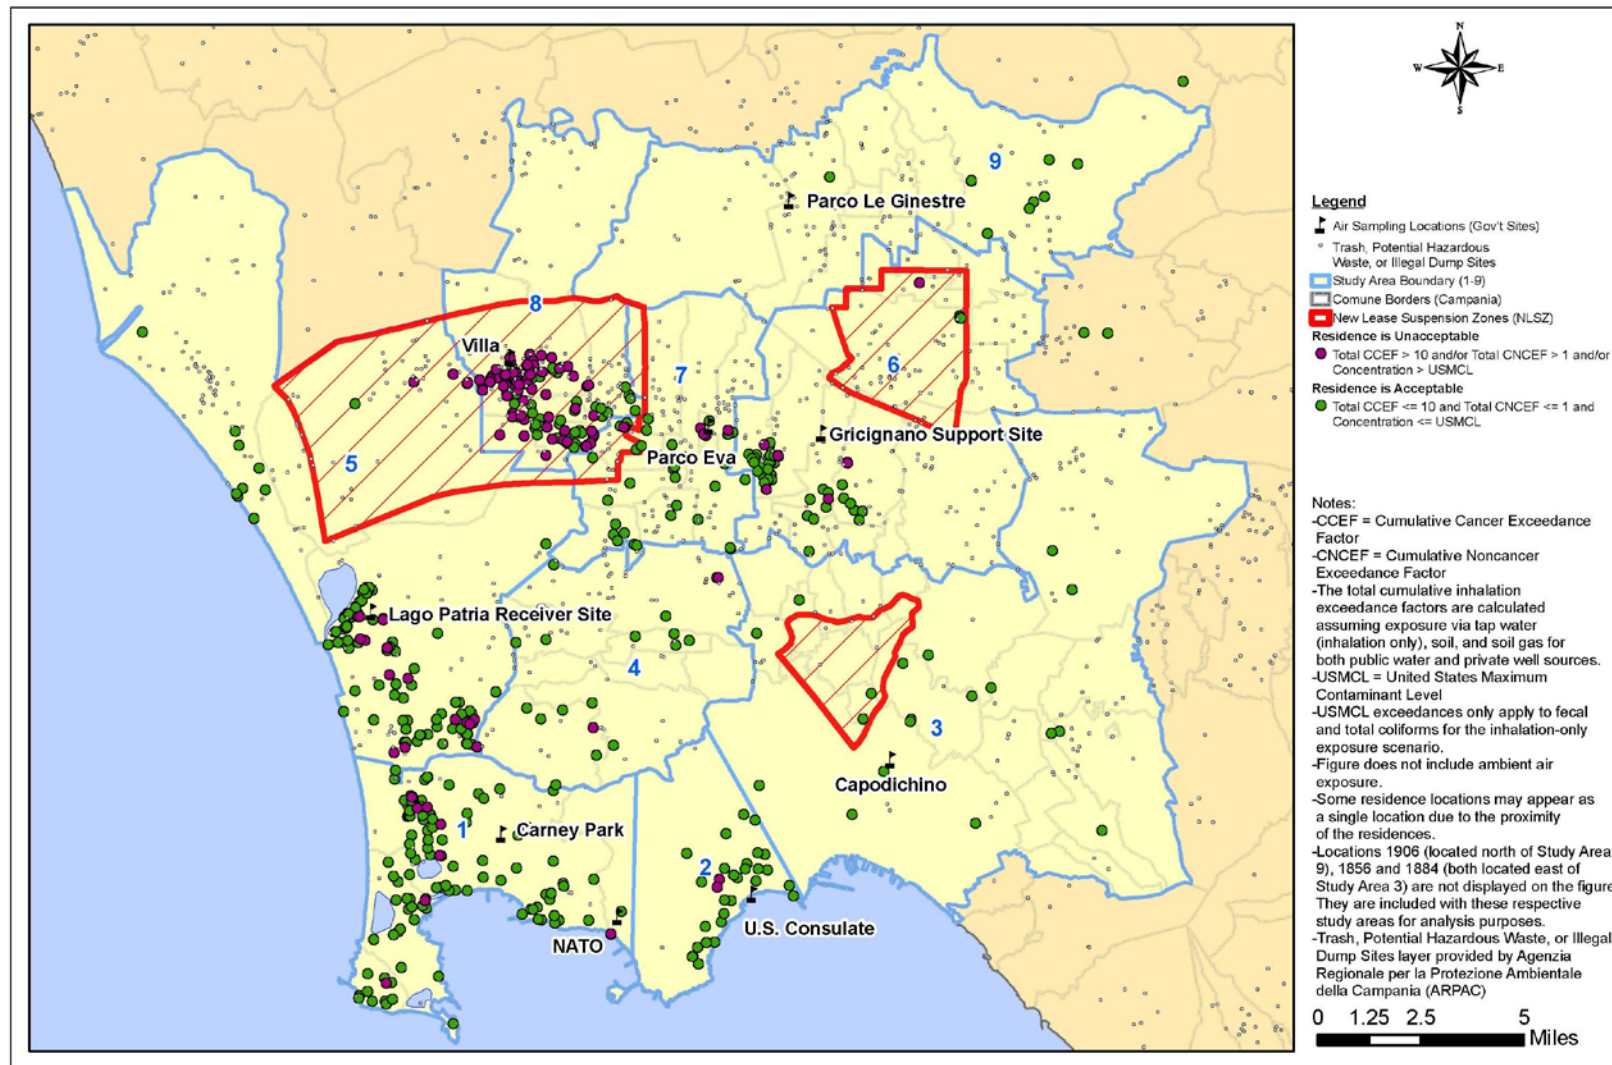 N
W
E
S
9
Parco Le Ginestre
8
Villa
7
6
Gricignano Support Site
Parco Eva
5
Lago Patria Receiver Site
4
3
Capodichino
1
Carney Park
2
U.S. Consulate
NATO
Legend
Air Sampling Locations (Gov't Sites)
Trash, Potential Hazardous
Waste, or Illegal Dump Sites
Study Area Boundary (1-9)
Comune Borders (Campania)
New Lease Suspension Zones (NLSZ)
Residence is Unacceptable
Total CCEF > 10 and/or Total CNCEF > 1 and/or
Concentration > USMCL
Residence is Acceptable
Total CCEF <= 10 and Total CNCEF <= 1 and
Concentration <= USMCL
Notes:
-CCEF = Cumulative Cancer Exceedance
Factor
-CNCEF = Cumulative Noncancer
Exceedance Factor
-The total cumulative inhalation
exceedance factors are calculated
assuming exposure via tap water
(inhalation only), soil, and soil gas for
both public water and private well sources.
-USMCL = United States Maximum
Contaminant Level
-USMCL exceedances only apply to fecal
and total coliforms for the inhalation-only
exposure scenario.
-Figure does not include ambient air
exposure.
-Some residence locations may appear as
a single location due to the proximity
of the residences.
-Locations 1906 (located north of Study Area
9), 1856 and 1884 (both located east of
Study Area 3) are not displayed on the figure
They are included with these respective
study areas for analysis purposes.
-Trash, Potential Hazardous Waste, or Illegal
Dump Sites layer provided by Agenzia
Regionale per la Protezione Ambientale
della Campania (ARPAC)
0 1.25 2.5 5
Miles